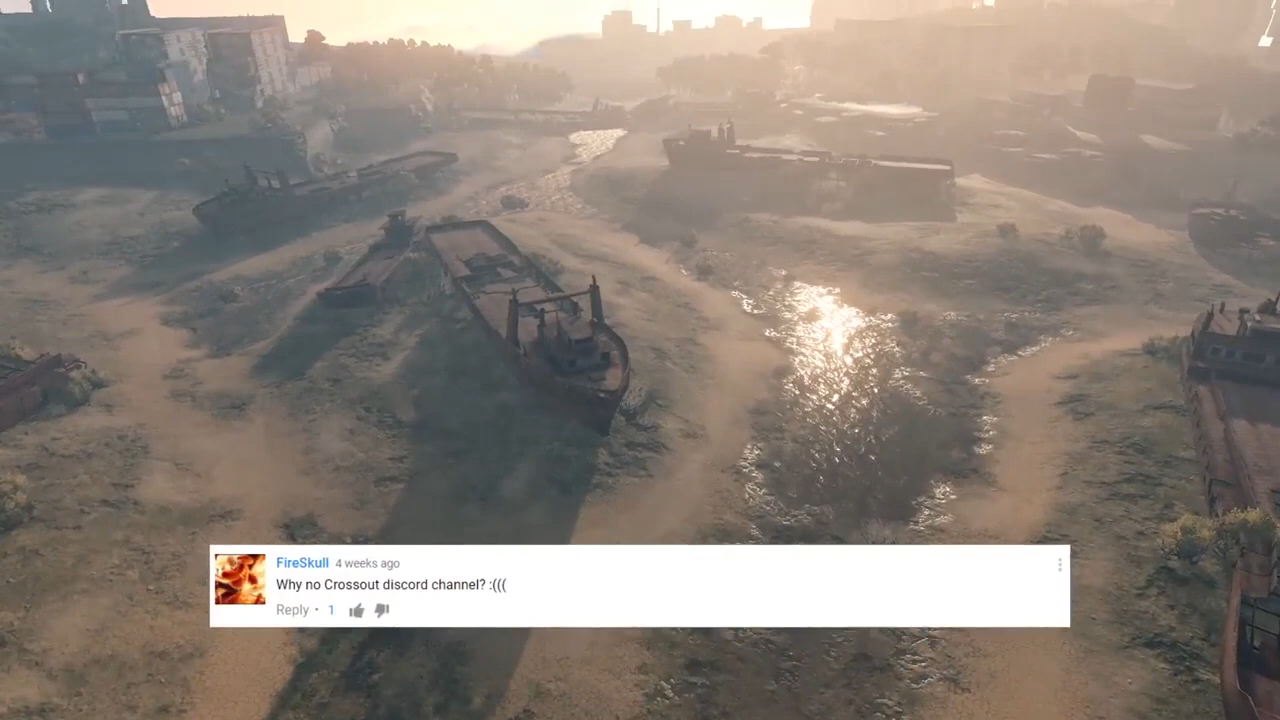 FireSkull 4 weeks ago
Why no Crossout discord channel? :(((
Reply • 1